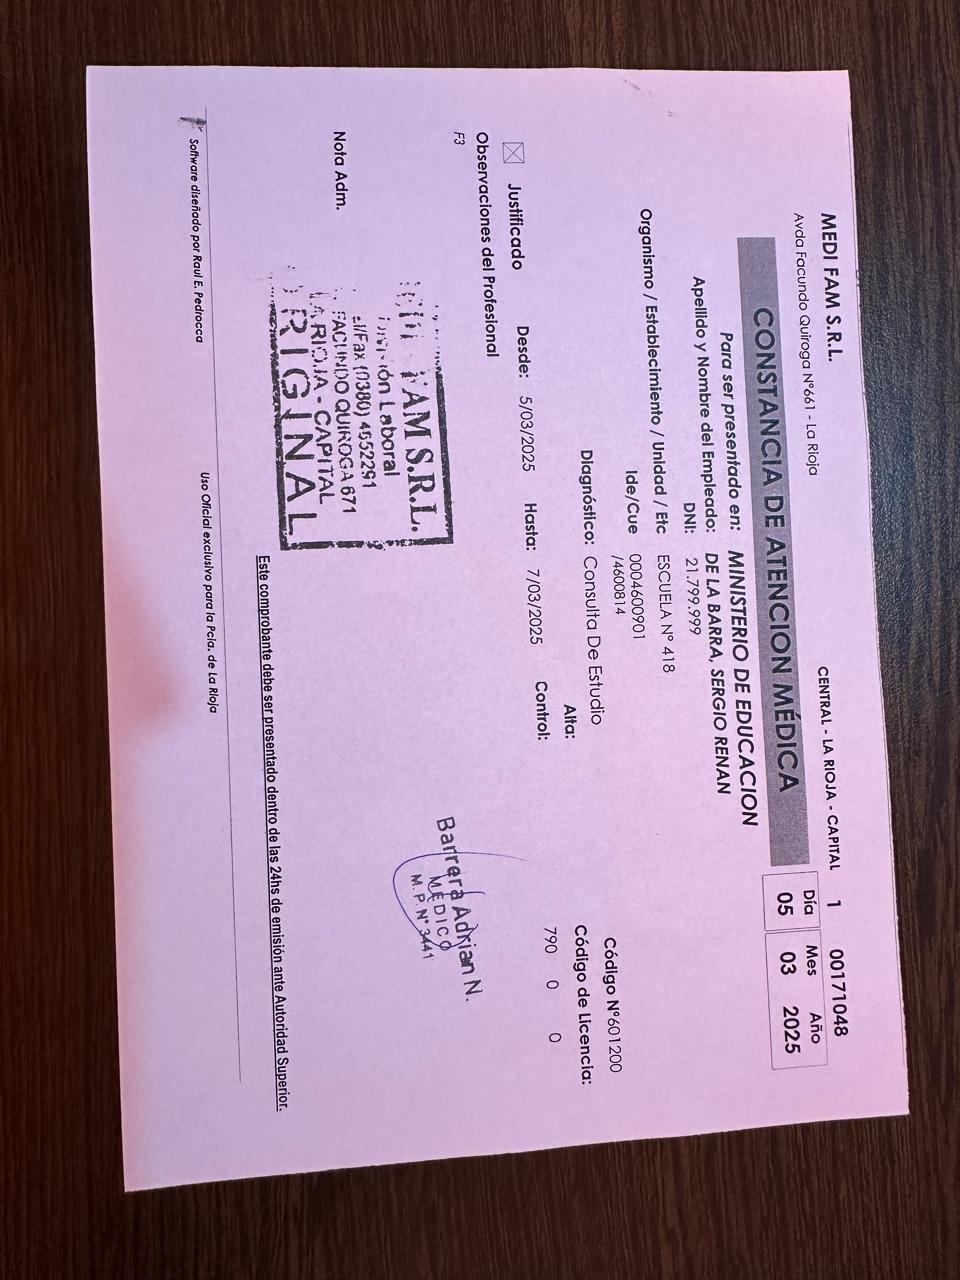 MEDI FAM S.R.L.
Avda Facundo Quiroga N°661 - La Rioja
CENTRAL - LA RIOJA - CAPITAL 1 00171048
CONSTANCIA DE ATENCION MÉDICA
Día Mes Año
05 03 2025
Para ser presentado en: MINISTERIO DE EDUCACION
Apellido y Nombre del Empleado: DE LA BARRA, SERGIO RENAN
DNI: 21.799.999
Organismo / Establecimiento / Unidad / Etc ESCUELA N° 418
Ide/Cue 0004600901
/4600814
Código N°601200
Diagnóstico: Consulta De Estudio
Alta:
Código de Licencia:
Justificado Desde: 5/03/2025 Hasta: 7/03/2025 Control: 790 0 0
Observaciones del Profesional
F3
FAM S.R.L.
Laboral
el/Fax (0380) 4552291
FACUNDO QUIROGA 671
LA RIOJA - CAPITAL
ORIGINAL
Barrera Adrian N.
MEDICO
M.P.N° 3441
Nota Adm.
Este comprobante debe ser presentado dentro de las 24hs de emisión ante Autoridad Superior.
Software diseñado por Raul E. Pedrocca Uso Oficial exclusivo para la Pcia. de La Rioja